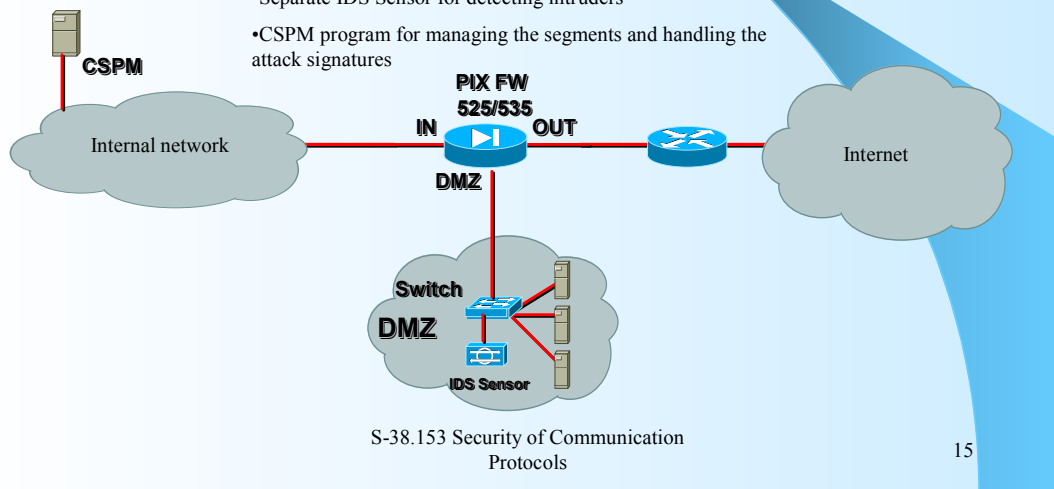 Separate IDS Sensor for detecting intruders
•CSPM program for managing the segments and handling the
attack signatures
CSPM
PIX FW
525/535
IN
OUT
Internal network
Internet
DMZ
Switch
DMZ
IDS Sensor
S-38.153 Security of Communication
Protocols
15